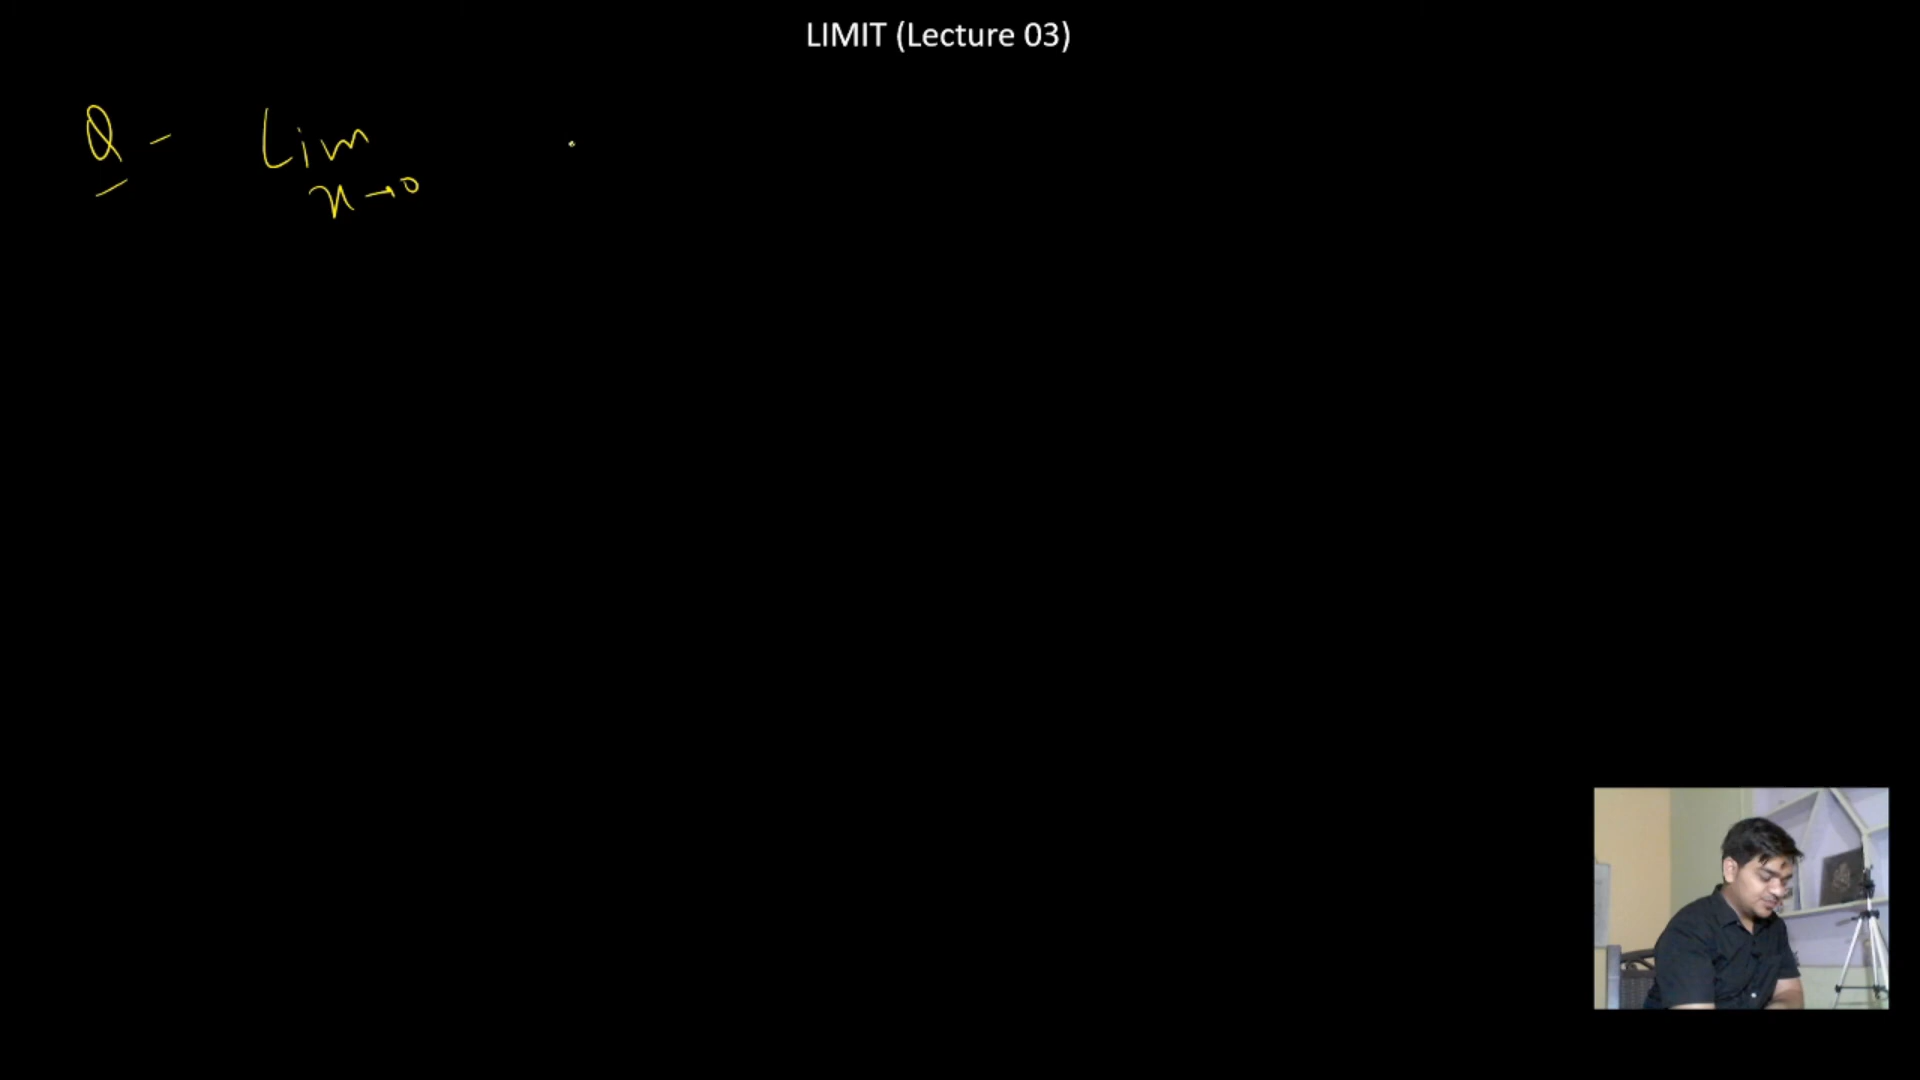 LIMIT (Lecture 03)
Q - Lim
x→0